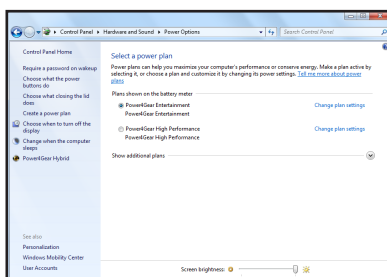 Control Panel ▸ Hardware and Sound ▸ Power Options
Search Control Panel
Control Panel Home
Require a password on wakeup
Choose what the power
buttons do
Choose what closing the lid
does
Create a power plan
Choose when to turn off the
display
Change when the computer
sleeps
Power4Gear Hybrid
See also
Personalization
Windows Mobility Center
User Accounts
Select a power plan
Power plans can help you maximize your computer's performance or conserve energy. Make a plan active by
selecting it, or choose a plan and customize it by changing its power settings. Tell me more about power
plans
Plans shown on the battery meter
Power4Gear Entertainment Change plan settings
Power4Gear Entertainment
Power4Gear High Performance Change plan settings
Power4Gear High Performance
Show additional plans
Screen brightness: